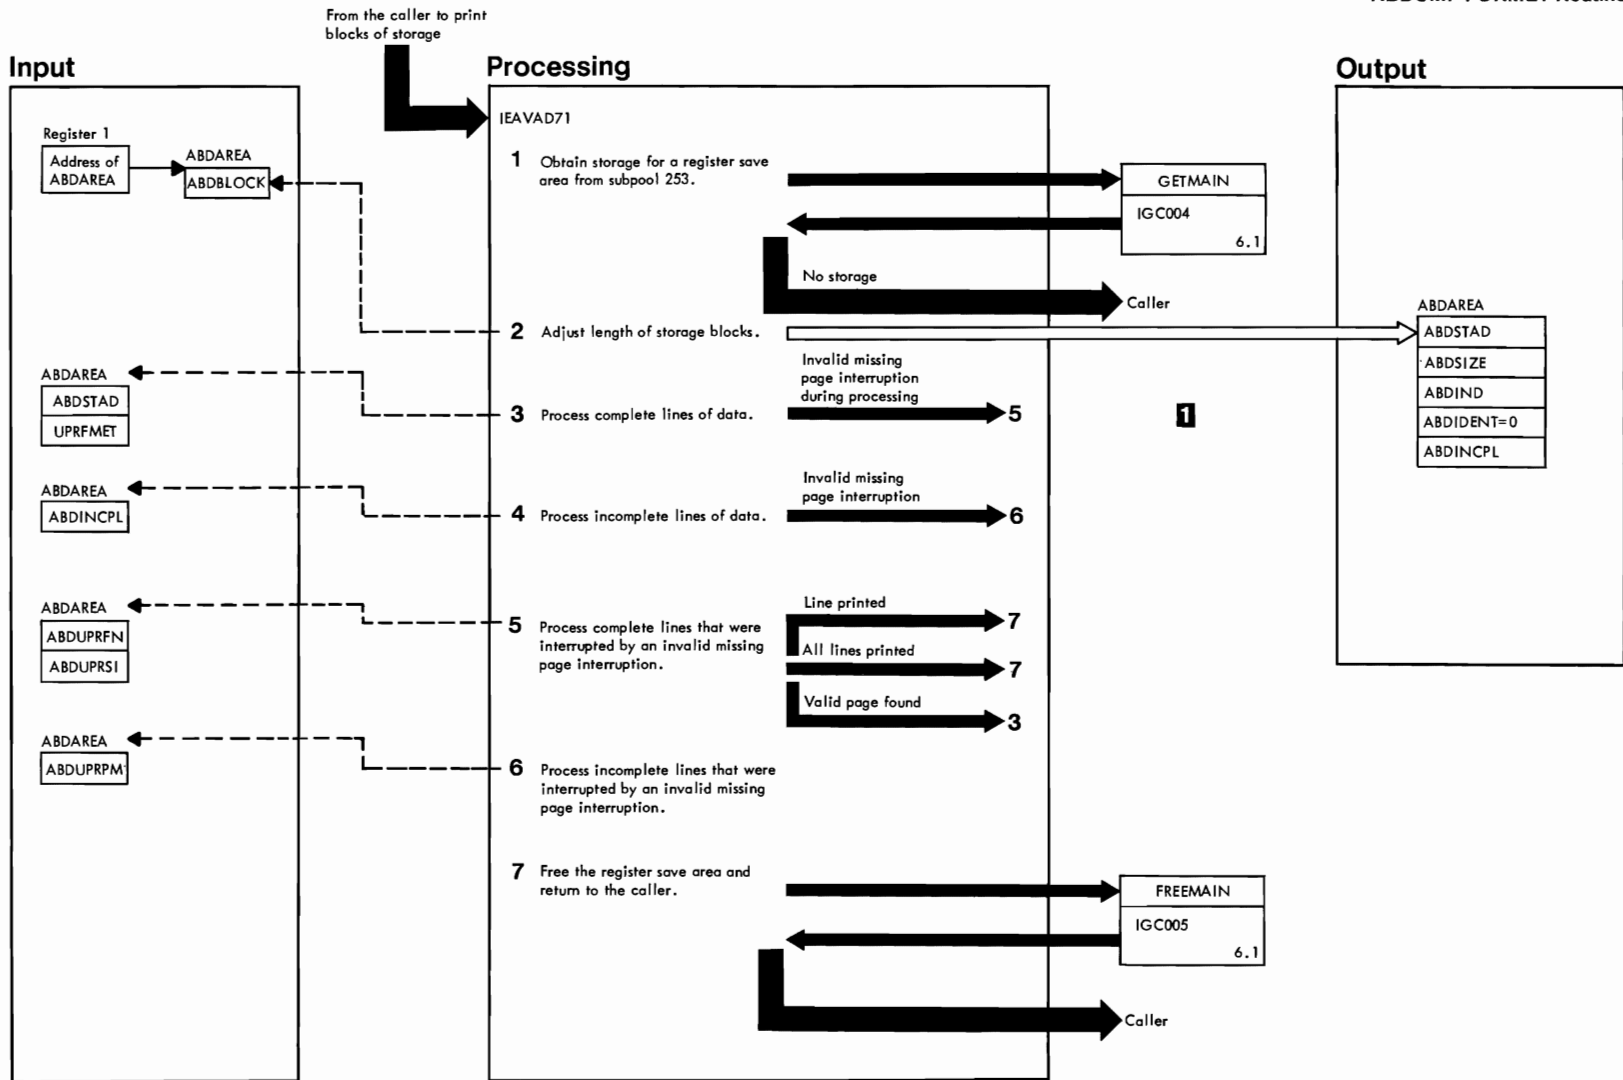 From the caller to print
blocks of storage
Input
Processing
Output
Register 1
Address of
ABDAREA
ABDAREA
ABDBLOCK
IEAVAD71
1 Obtain storage for a register save
area from subpool 253.
GETMAIN
IGC004
6.1
No storage
Caller
2 Adjust length of storage blocks.
ABDAREA
ABDSTAD
ABDSIZE
ABDIND
ABDIDENT=0
ABDINCPL
ABDAREA
ABDSTAD
UPRFMET
3 Process complete lines of data.
Invalid missing
page interruption
during processing
5
1
ABDAREA
ABDINCPL
4 Process incomplete lines of data.
Invalid missing
page interruption
6
ABDAREA
ABDUPRFN
ABDUPRSI
5 Process complete lines that were
interrupted by an invalid missing
page interruption.
Line printed
7
All lines printed
7
Valid page found
3
ABDAREA
ABDUPRPM
6 Process incomplete lines that were
interrupted by an invalid missing
page interruption.
7 Free the register save area and
return to the caller.
FREEMAIN
IGC005
6.1
Caller